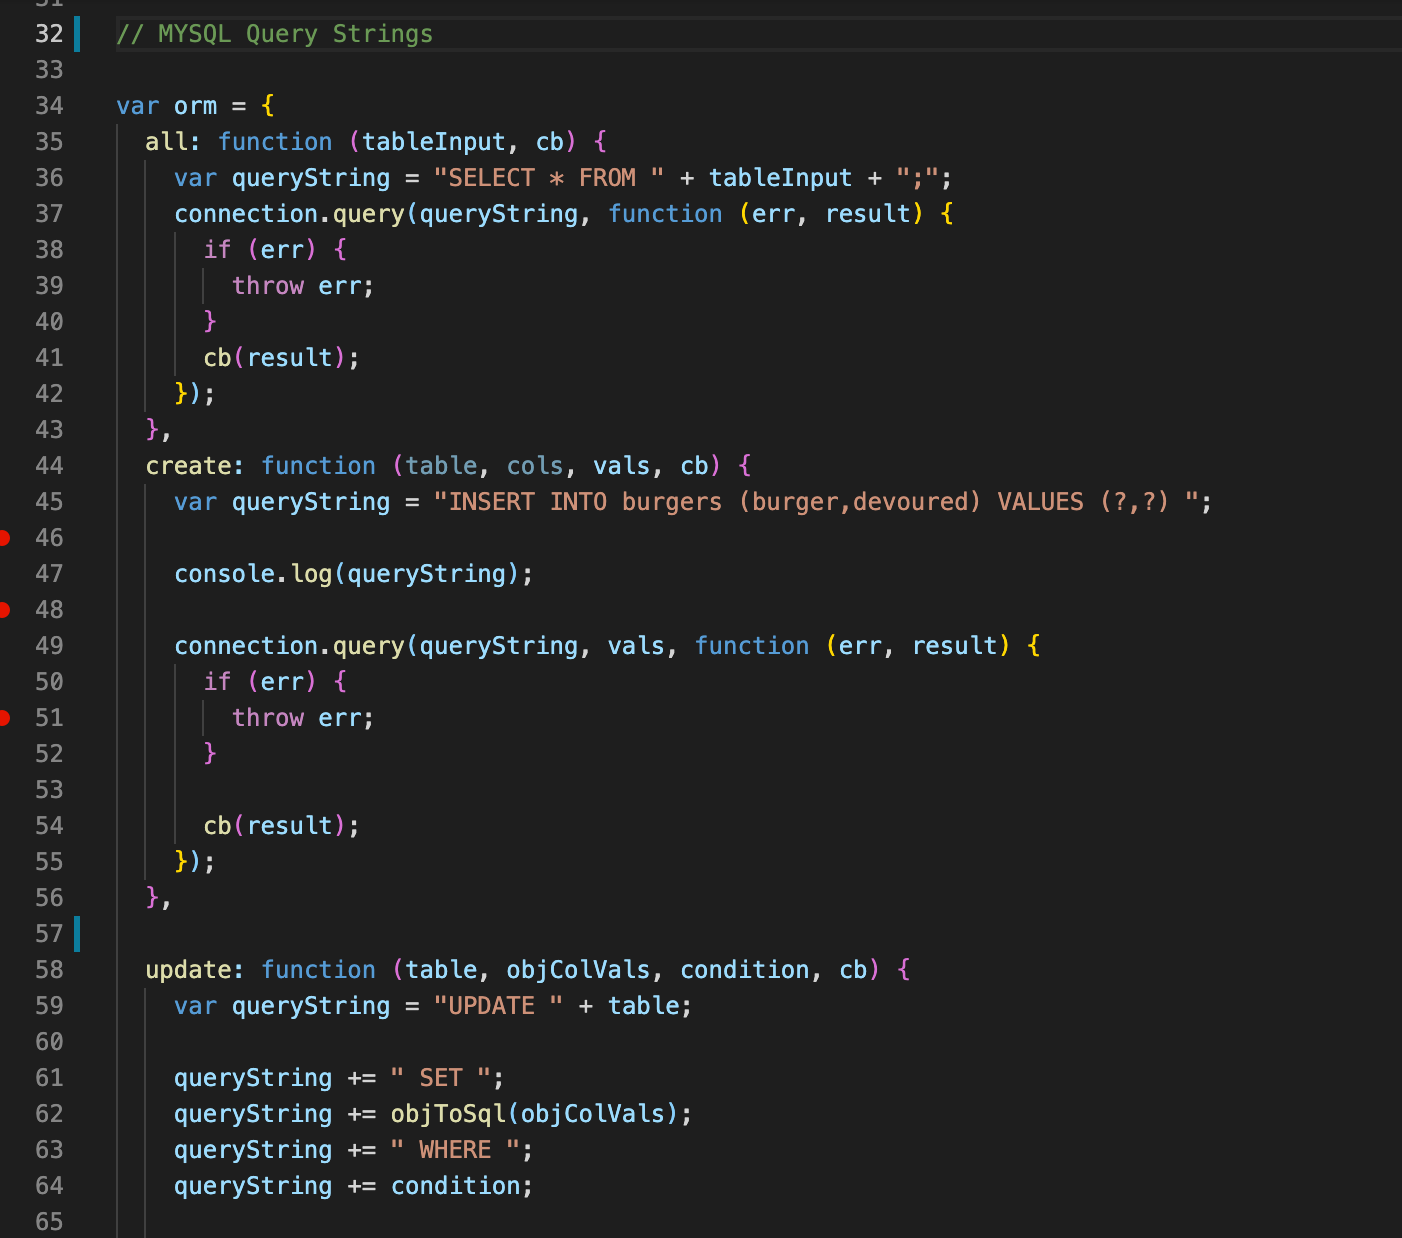 31
32 // MYSQL Query Strings
33
34 var orm = {
35 all: function (tableInput, cb) {
36 var queryString = "SELECT * FROM " + tableInput + ";";
37 connection.query(queryString, function (err, result) {
38 if (err) {
39 throw err;
40 }
41 cb(result);
42 });
43 },
44 create: function (table, cols, vals, cb) {
45 var queryString = "INSERT INTO burgers (burger,devoured) VALUES (?,?) ";
46
47 console.log(queryString);
48
49 connection.query(queryString, vals, function (err, result) {
50 if (err) {
51 throw err;
52 }
53
54 cb(result);
55 });
56 },
57
58 update: function (table, objColVals, condition, cb) {
59 var queryString = "UPDATE " + table;
60
61 queryString += " SET ";
62 queryString += objToSql(objColVals);
63 queryString += " WHERE ";
64 queryString += condition;
65